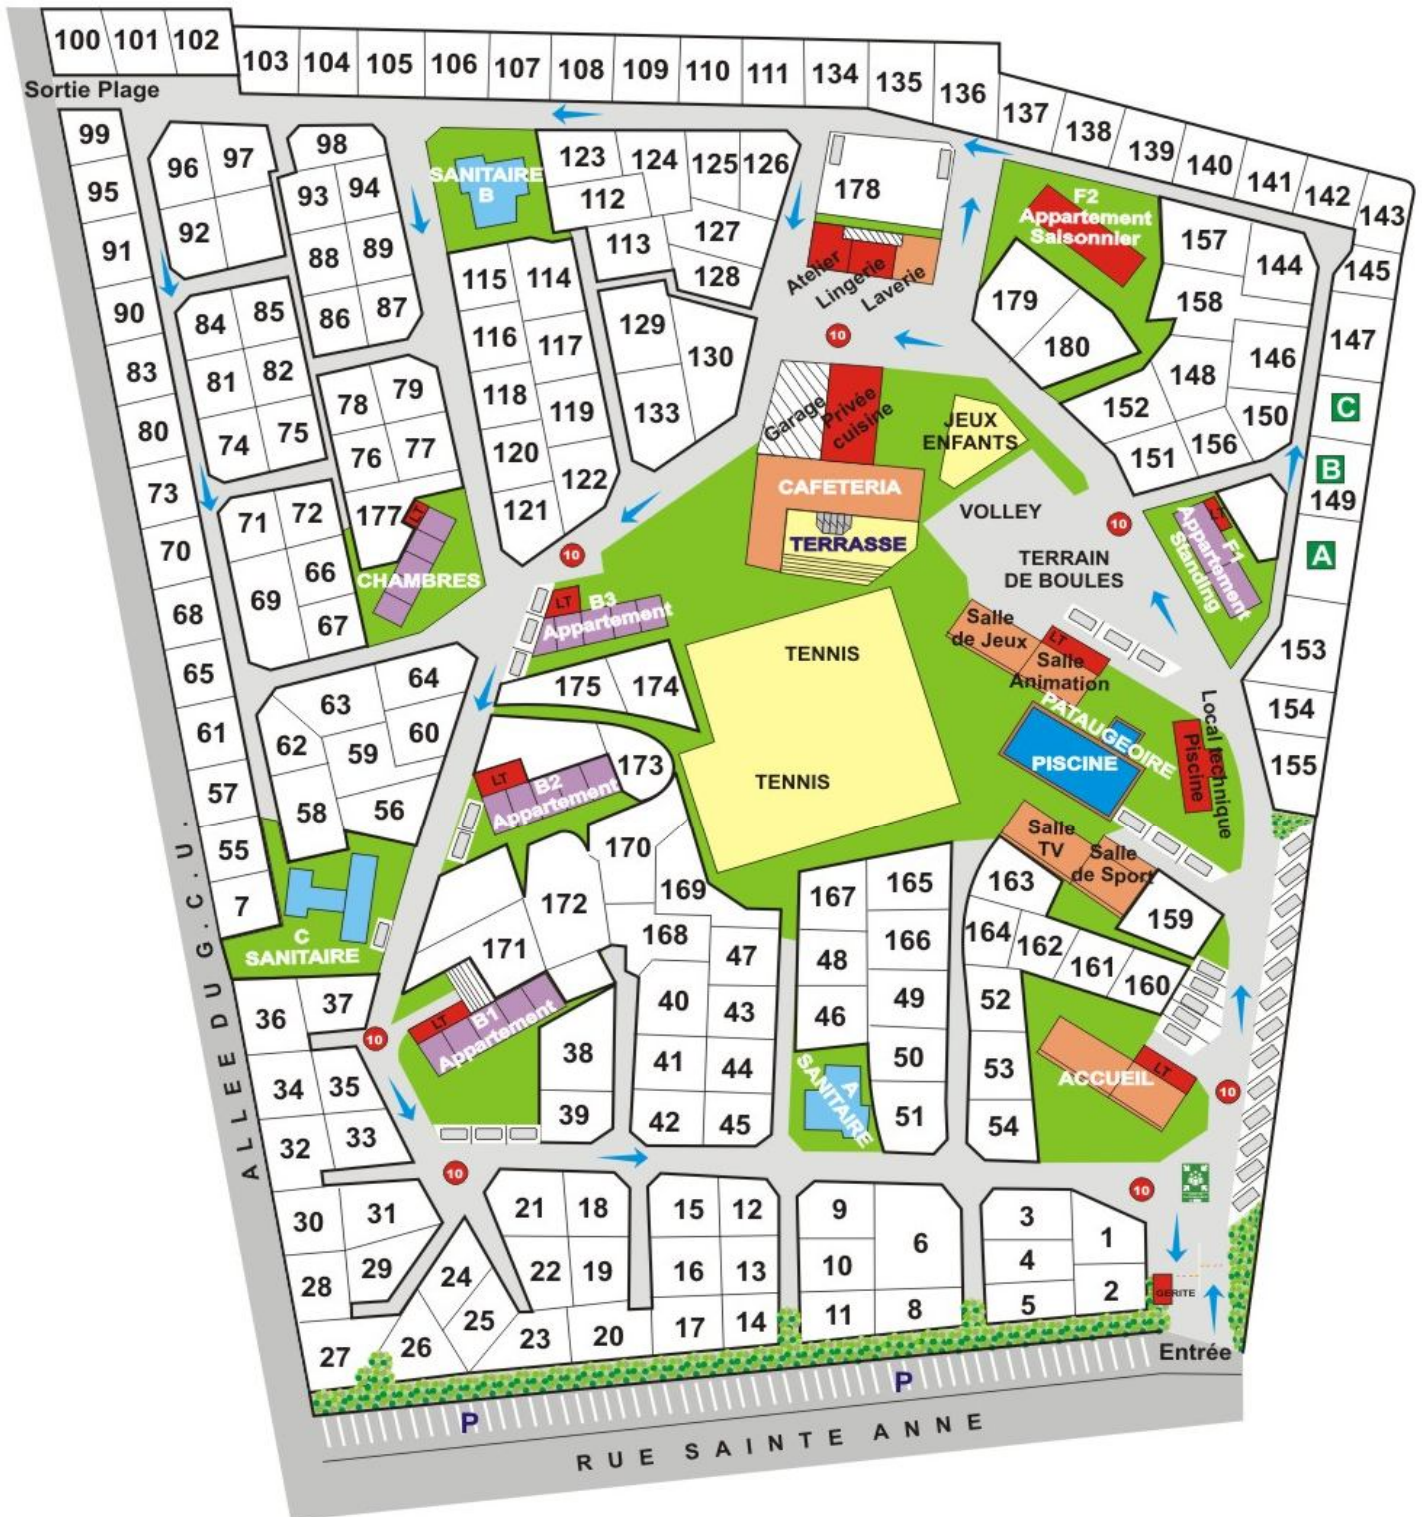 100 101 102
103 104 105 106 107 108 109 110 111 134 135 136
137 138 139 140 141 142 143
Sortie Plage
99
95
91
90
83
80
73
70
68
65
61
57
55
7
96 97
92
98
93 94
88 89
86 87
84 85
81 82
74 75
78 79
76 77
177
LT
CHAMBRES
71 72
69 66
67
SANITAIRE
B
123 124 125 126
112
113 127
128
115 114
116 117
118 119
120 122
121
129 130
133
178
Atelier
Lingerie
Laverie
10
F2
Appartement
Saisonnier
179
180
157 144
158
148 146
152 150
151 156
145
147
C
B
149
A
153
154
155
Garage
Privée
cuisine
JEUX
ENFANTS
CAFETERIA
TERRASSE
VOLLEY
TERRAIN
DE BOULES
10
LT
F1
Appartement
Standing
10
LT
B3
Appartement
175 174
TENNIS
TENNIS
Salle
de Jeux
LT
Salle
Animation
PATAUGEOIRE
PISCINE
Local technique
Piscine
Salle
TV
Salle
de Sport
64
63
62 59 60
58 56
LT
B2
Appartement
173
170
172 169
171 168
C
SANITAIRE
47
40 43
41 44
42 45
167 165
48 166
46 49
50
51
A
SANITAIRE
163
164 162 161 160
159
52
53
54
ACCUEIL
LT
10
36 37
10
34 35
32 33
30 31
28 29
27
LT
B1
Appartement
38
39
10
24
25
26
21 18
22 19
23 20
15 12
16 13
17 14
9 6
10
11 8
3 1
4
5 2
10
GERITE
Entrée
P
P
ALLEE DU G.C.U.
RUE SAINTE ANNE